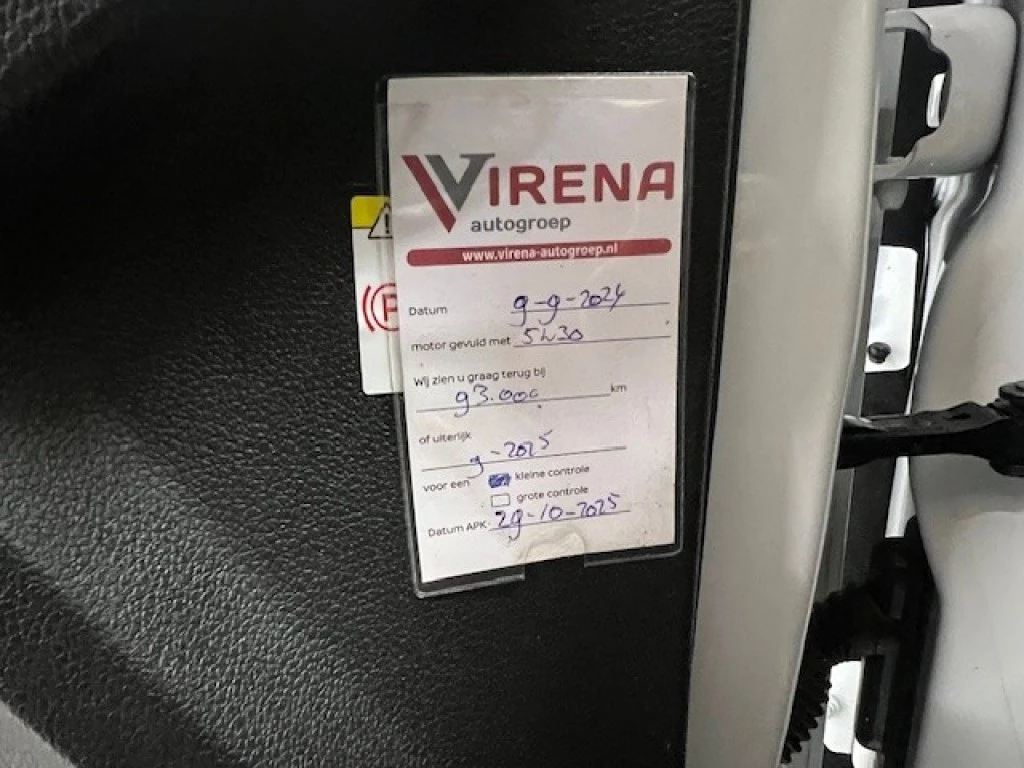 VIRENA
autogroep
www.virena-autogroep.nl
Datum 9-9-2024
motor gevuld met 5W30
Wij zien u graag terug bij
93.000 km
of uiterlijk
9-2025
voor een kleine controle
grote controle
Datum APK: 29-10-2025
(P